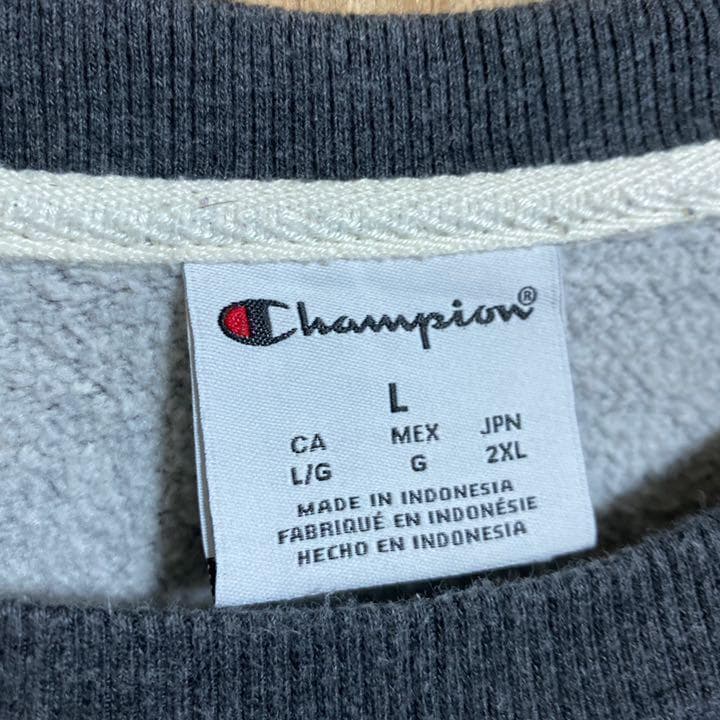 Champion®
L
CA MEX JPN
L/G G 2XL
MADE IN INDONESIA
FABRIQUÉ EN INDONÉSIE
HECHO EN INDONESIA